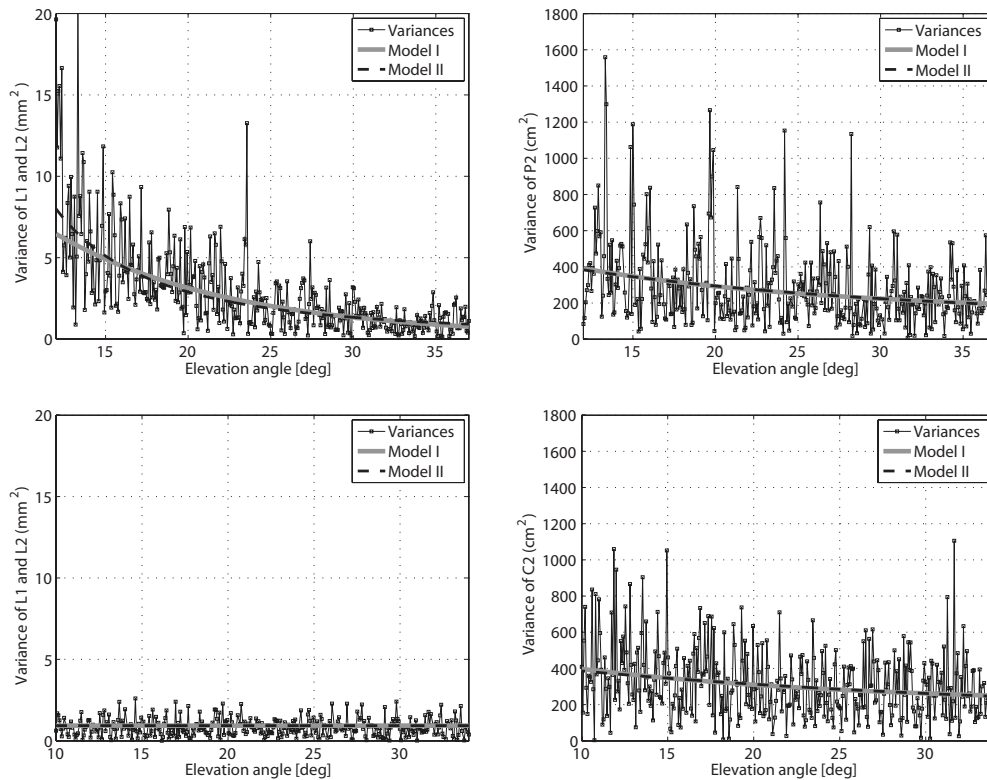 20
15
10
5
0
15
20
25
30
35
Variance of L1 and L2 (mm²)
Elevation angle [deg]
Variances
Model I
Model II
1800
1600
1400
1200
1000
800
600
400
200
0
15
20
25
30
35
Variance of P2 (cm²)
Elevation angle [deg]
Variances
Model I
Model II
20
15
10
5
0
10
15
20
25
30
Variance of L1 and L2 (mm²)
Elevation angle [deg]
Variances
Model I
Model II
1800
1600
1400
1200
1000
800
600
400
200
0
10
15
20
25
30
Variance of C2 (cm²)
Elevation angle [deg]
Variances
Model I
Model II